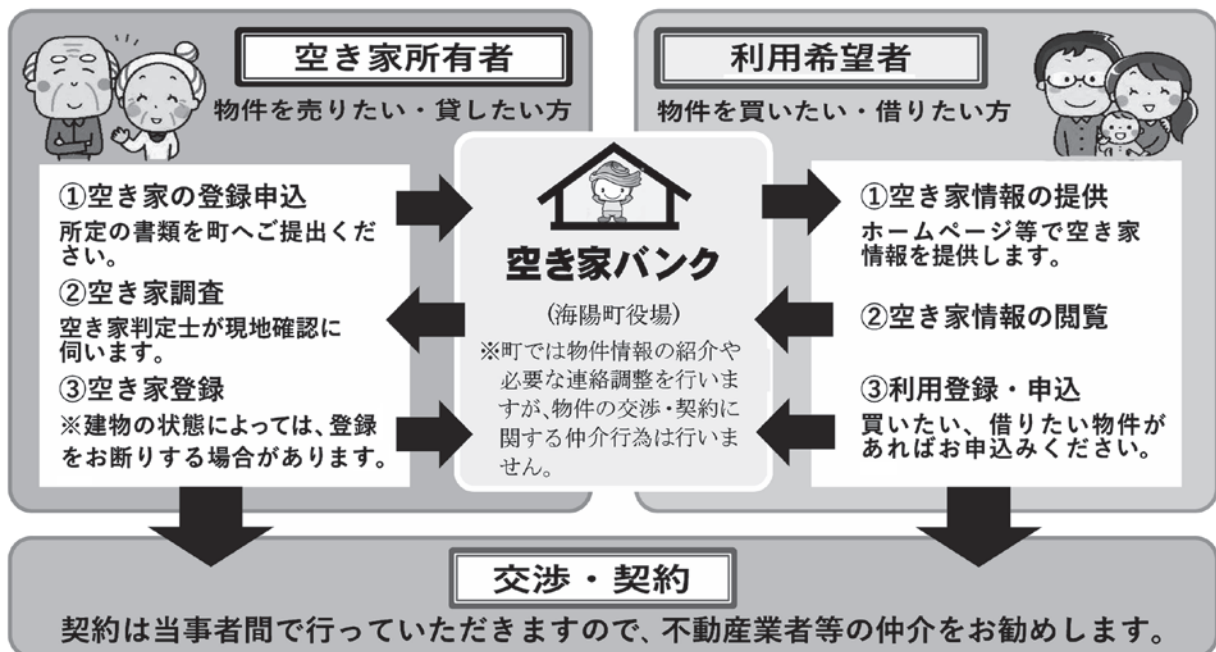 空き家所有者
物件を売りたい・貸したい方
①空き家の登録申込
所定の書類を町へご提出くだ
さい。
②空き家調査
空き家判定士が現地確認に
伺います。
③空き家登録
※建物の状態によっては、登録
をお断りする場合があります。
空き家バンク
(海陽町役場)
※町では物件情報の紹介や
必要な連絡調整を行いま
すが、物件の交渉・契約に
関する仲介行為は行いま
せん。
利用希望者
物件を買いたい・借りたい方
①空き家情報の提供
ホームページ等で空き家
情報を提供します。
②空き家情報の閲覧
③利用登録・申込
買いたい、借りたい物件が
あればお申込みください。
交渉・契約
契約は当事者間で行っていただきますので、不動産業者等の仲介をお勧めします。